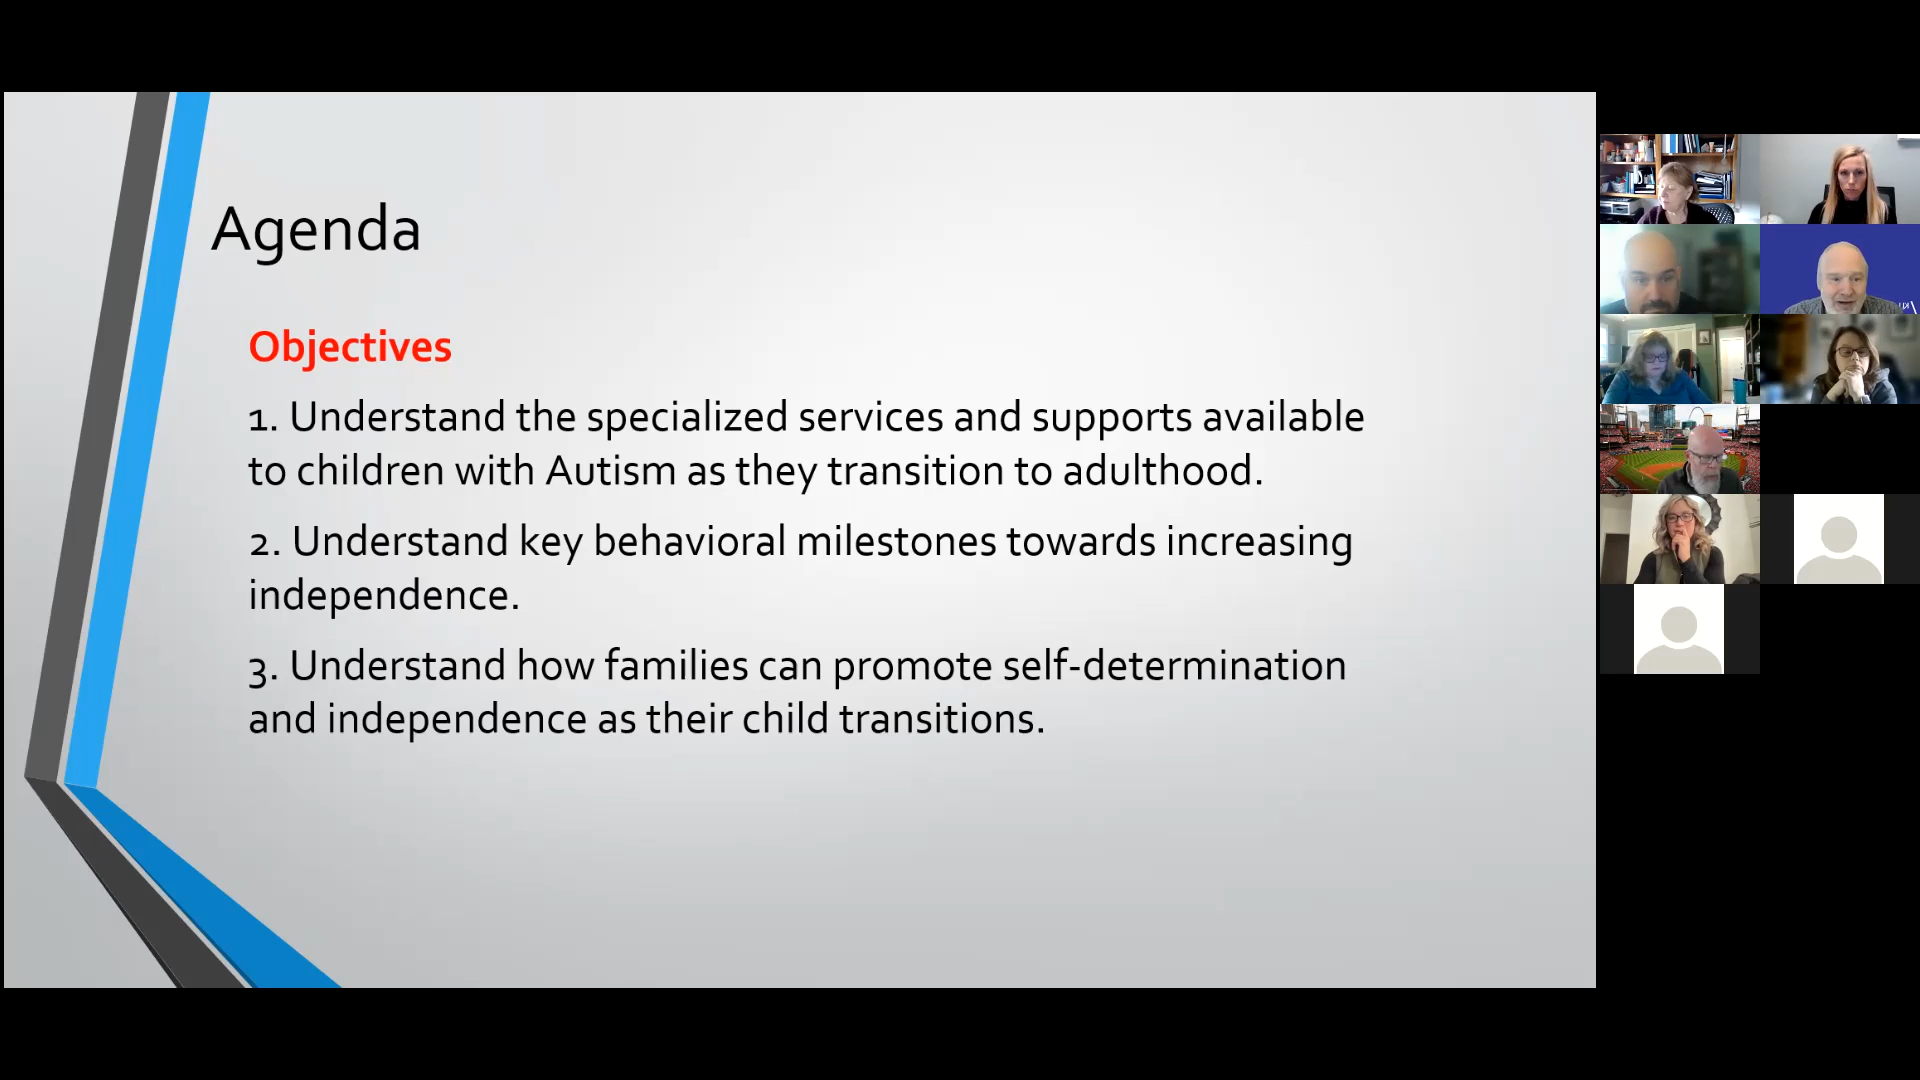 Agenda
Objectives
1. Understand the specialized services and supports available
to children with Autism as they transition to adulthood.
2. Understand key behavioral milestones towards increasing
independence.
3. Understand how families can promote self-determination
and independence as their child transitions.